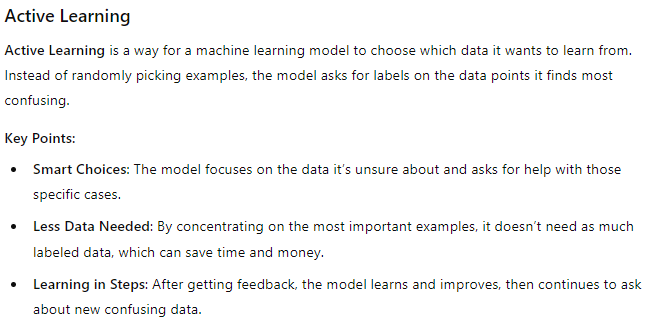 Active Learning
Active Learning is a way for a machine learning model to choose which data it wants to learn from.
Instead of randomly picking examples, the model asks for labels on the data points it finds most
confusing.
Key Points:
• Smart Choices: The model focuses on the data it's unsure about and asks for help with those
specific cases.
• Less Data Needed: By concentrating on the most important examples, it doesn't need as much
labeled data, which can save time and money.
• Learning in Steps: After getting feedback, the model learns and improves, then continues to ask
about new confusing data.